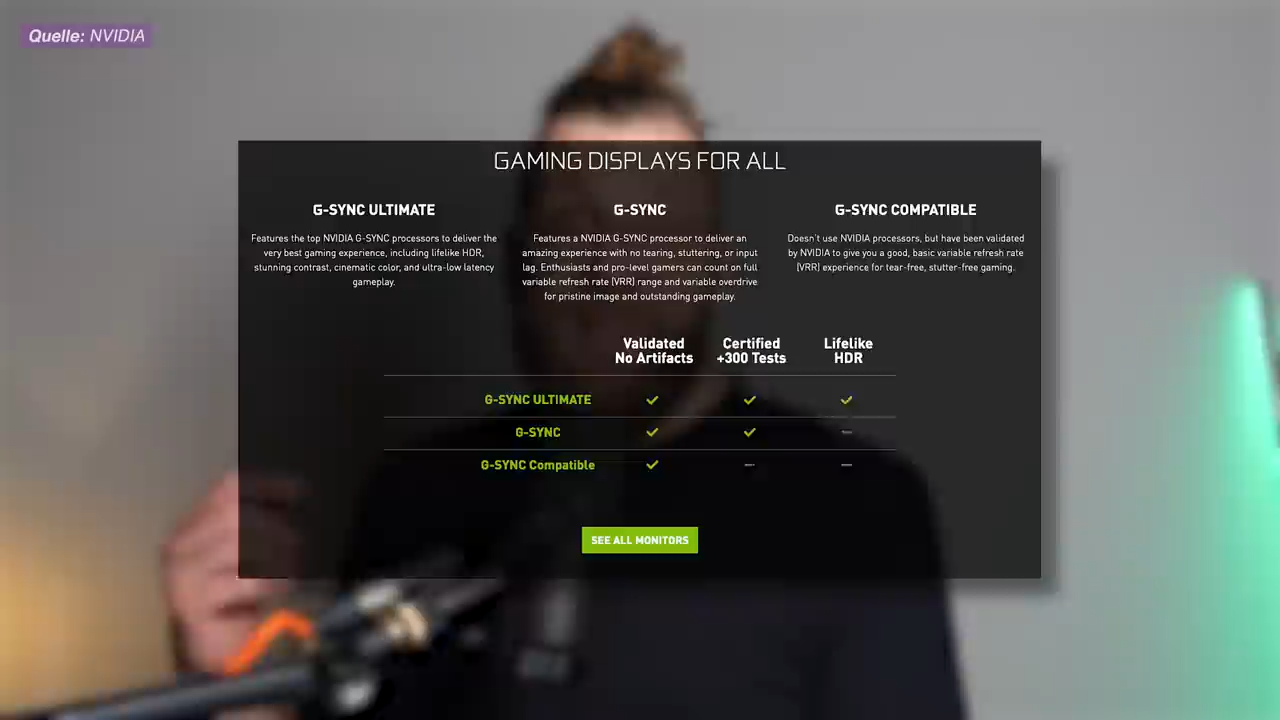 Quelle: NVIDIA
GAMING DISPLAYS FOR ALL
G-SYNC ULTIMATE
Features the top NVIDIA G-SYNC processors to deliver the
very best gaming experience, including lifelike HDR,
stunning contrast, cinematic color, and ultra-low latency
gameplay.
G-SYNC
Features a NVIDIA G-SYNC processor to deliver an
amazing experience with no tearing, stuttering, or input
lag. Enthusiasts and pro-level gamers can count on full
variable refresh rate (VRR) range and variable overdrive
for pristine image and outstanding gameplay.
G-SYNC COMPATIBLE
Doesn't use NVIDIA processors, but have been validated
by NVIDIA to give you a good, basic variable refresh rate
(VRR) experience for tear-free, stutter-free gaming.
Validated
No Artifacts
Certified
+300 Tests
Lifelike
HDR
G-SYNC ULTIMATE
G-SYNC
G-SYNC Compatible
SEE ALL MONITORS